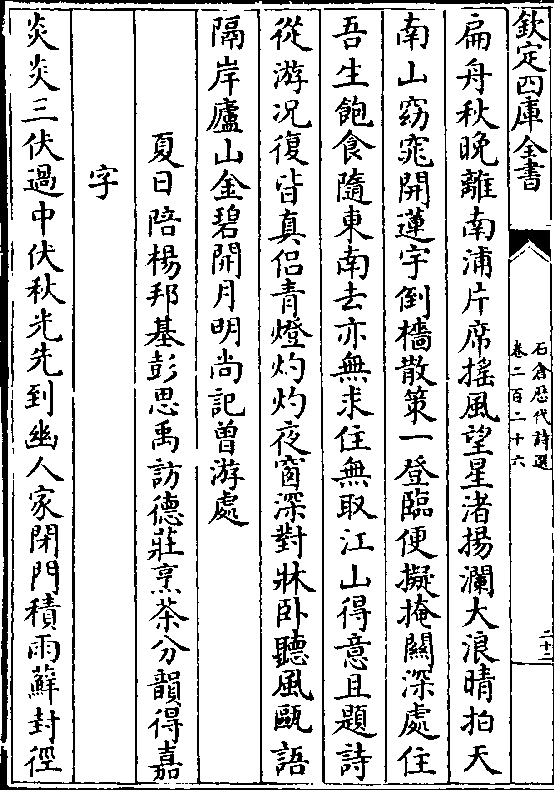 欽定四庫全書
石倉歷代詩選
卷二百二十六
二十二
扁舟秋晚離南浦片席搖風望星渚揚瀾大浪晴拍天
南山窈窕開蓮宇倒檣散策一登臨便擬掩關深處住
吾生飽食隨東南去亦無求住無取江山得意且題詩
從游况復皆真侣青燈灼灼夜窗深對牀卧聽風甌語
隔岸廬山金碧開月明尚記曾游處
夏日陪楊邦基彭思禹訪德莊烹茶分韻得嘉
字
炎炎三伏過中伏秋光先到幽人家閉門積雨蘚封徑